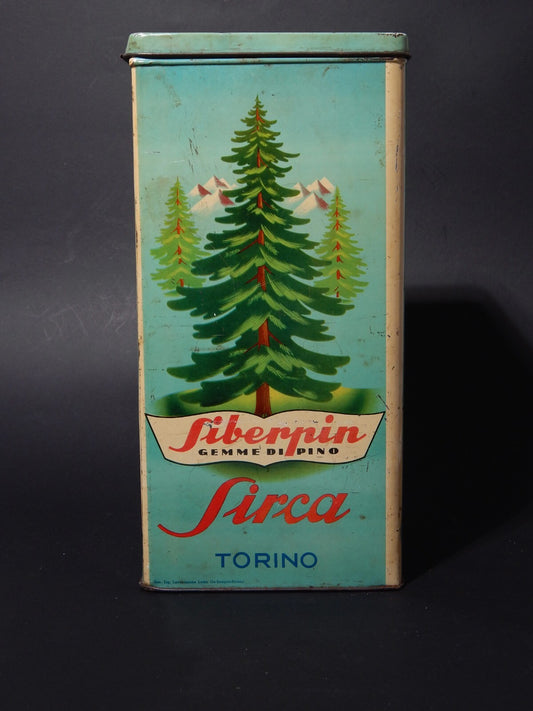 Siberpin
GEMME DI PINO
Sirca
TORINO